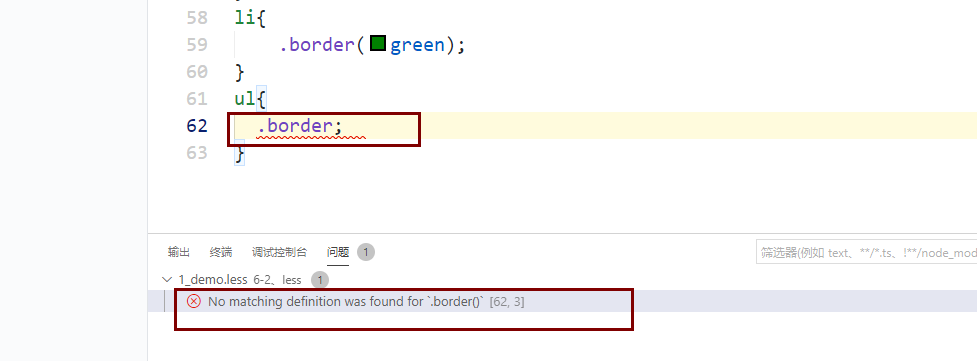 58 li{
59 .border(green);
60 }
61 ul{
62 .border;
63 }
输出 终端 调试控制台 问题 1
1_demo.less 6-2、less 1
No matching definition was found for `.border()` [62, 3]
筛选器(例如 text、**/*.ts、!**/node_mod